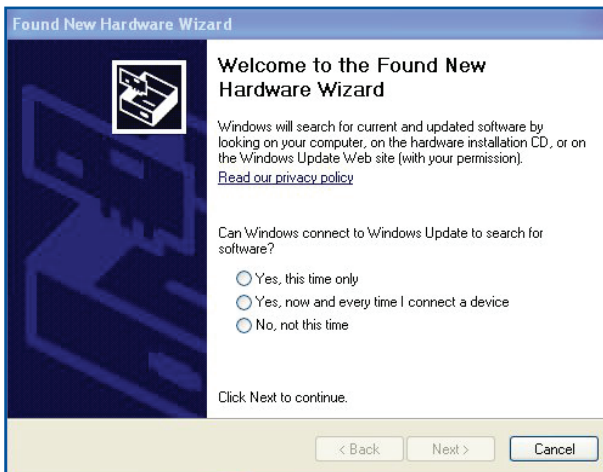 Found New Hardware Wizard
Welcome to the Found New
Hardware Wizard
Windows will search for current and updated software by
looking on your computer, on the hardware installation CD, or on
the Windows Update Web site (with your permission).
Read our privacy policy
Can Windows connect to Windows Update to search for
software?
Yes, this time only
Yes, now and every time I connect a device
No, not this time
Click Next to continue.
< Back Next > Cancel